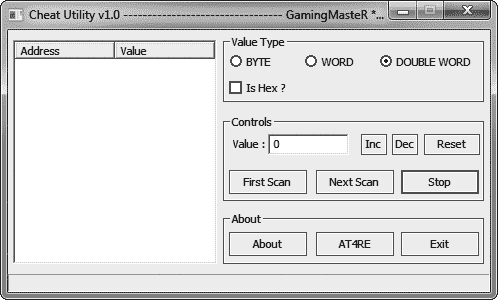 Cheat Utility v1.0 -------------------------------- GamingMasteR *...
Address Value
Value Type
BYTE WORD DOUBLE WORD
Is Hex ?
Controls
Value : 0 Inc Dec Reset
First Scan Next Scan Stop
About
About AT4RE Exit